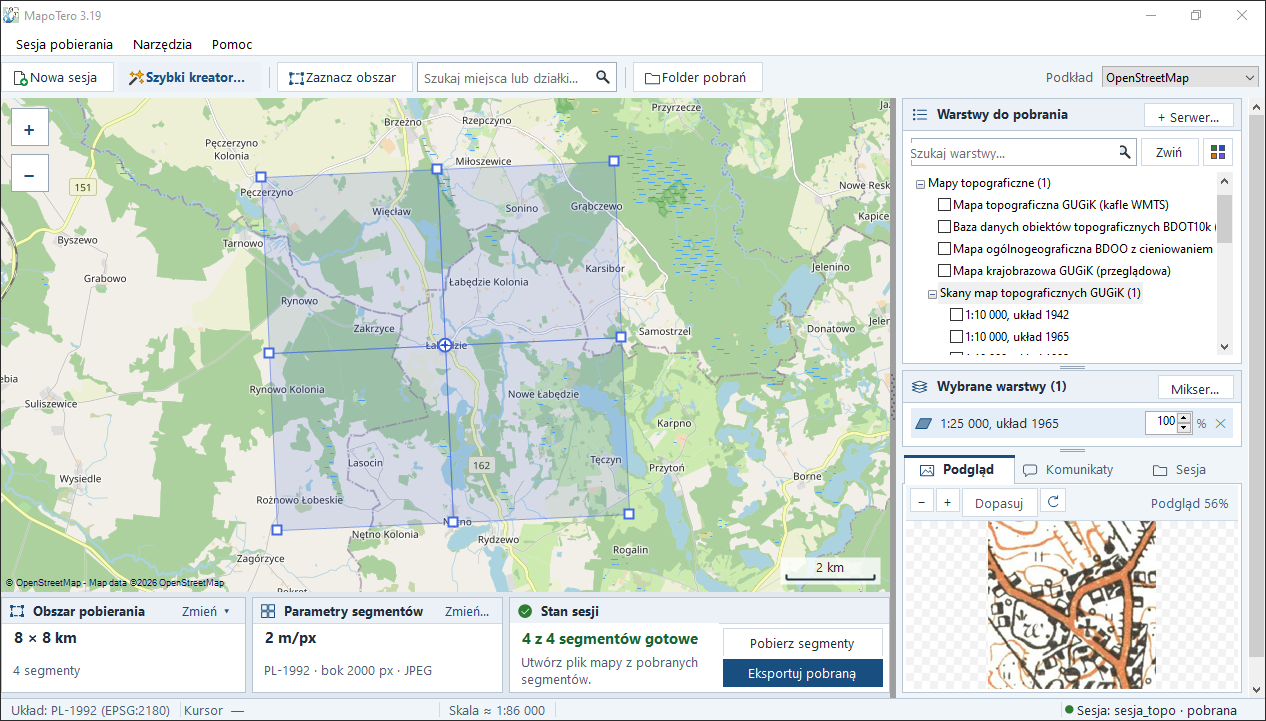 MapoTero 3.19
Sesja pobierania Narzędzia Pomoc
Nowa sesja Szybki kreator... Zaznacz obszar Szukaj miejsca lub działki... Folder pobrań Podkład OpenStreetMap
Warstwy do pobrania + Serwer...
Szukaj warstwy... Zwiń
Mapy topograficzne (1)
Mapa topograficzna GUGiK (kafle WMTS)
Baza danych obiektów topograficznych BDOT10k
Mapa ogólnogeograficzna BDOO z cieniowaniem
Mapa krajobrazowa GUGiK (przeglądowa)
Skany map topograficznych GUGiK (1)
1:10 000, układ 1942
1:10 000, układ 1965
Wybrane warstwy (1) Mikser...
1:25 000, układ 1965 100 %
Podgląd Komunikaty Sesja
− + Dopasuj Podgląd 56%
+
−
Przyrzecze
Rzepczyno
Brzeźno
Pęczerzyno
Kolonia
Miłoszewice
151
Pęczerzyno
Nowe Resk
Więcław
Sonino
Grąbczewo
Kąpice
Byszewo
Tarnowo
Grabowo
Karsibór
Jelenino
Łabędzie Kolonia
Rynowo
Zakrzyce
Samostrzel
Donatowo
Jeler
Łabędzie
ebia
Rynowo Kolonia
Nowe Łabędzie
Suliszewice
Karpno
Lasocin
162
Tęczyn
Przytoń
Wysiedle
Borne
Rożnowo Łobeskie
Nętno Kolonia
Rydzewo
Rogalin
Zagórzyce
2 km
© OpenStreetMap - Map data ©2026 OpenStreetMap
Obszar pobierania Zmień
8 × 8 km
4 segmenty
Parametry segmentów Zmień...
2 m/px
PL-1992 · bok 2000 px · JPEG
Stan sesji
4 z 4 segmentów gotowe
Utwórz plik mapy z pobranych
segmentów.
Pobierz segmenty
Eksportuj pobraną
Układ: PL-1992 (EPSG:2180) Kursor — Skala ≈ 1:86 000 Sesja: sesja_topo · pobrana